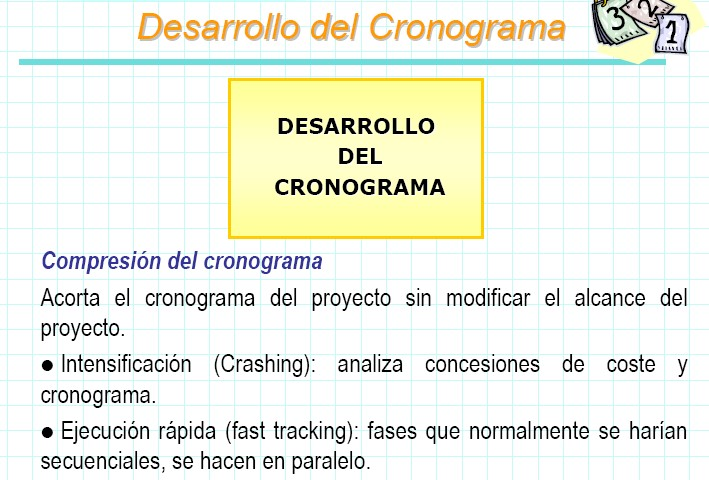 Desarrollo del Cronograma
3 2 1
DESARROLLO
DEL
CRONOGRAMA
Compresión del cronograma
Acorta el cronograma del proyecto sin modificar el alcance del
proyecto.
● Intensificación (Crashing): analiza concesiones de coste y
cronograma.
● Ejecución rápida (fast tracking): fases que normalmente se harían
secuenciales, se hacen en paralelo.